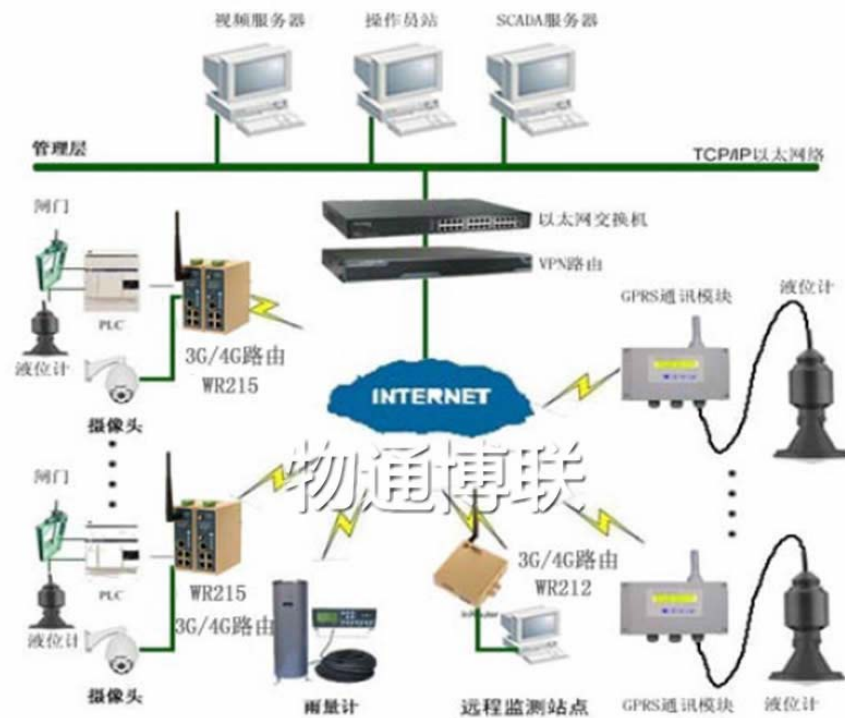 视频服务器
操作员站
SCADA服务器
管理层
TCP/IP以太网络
以太网交换机
VPN路由
闸门
PLC
液位计
3G/4G路由
WR215
摄像头
GPRS通讯模块
液位计
INTERNET
物通博联
闸门
PLC
液位计
WR215
3G/4G路由
摄像头
雨量计
3G/4G路由
WR212
远程监测站点
GPRS通讯模块
液位计